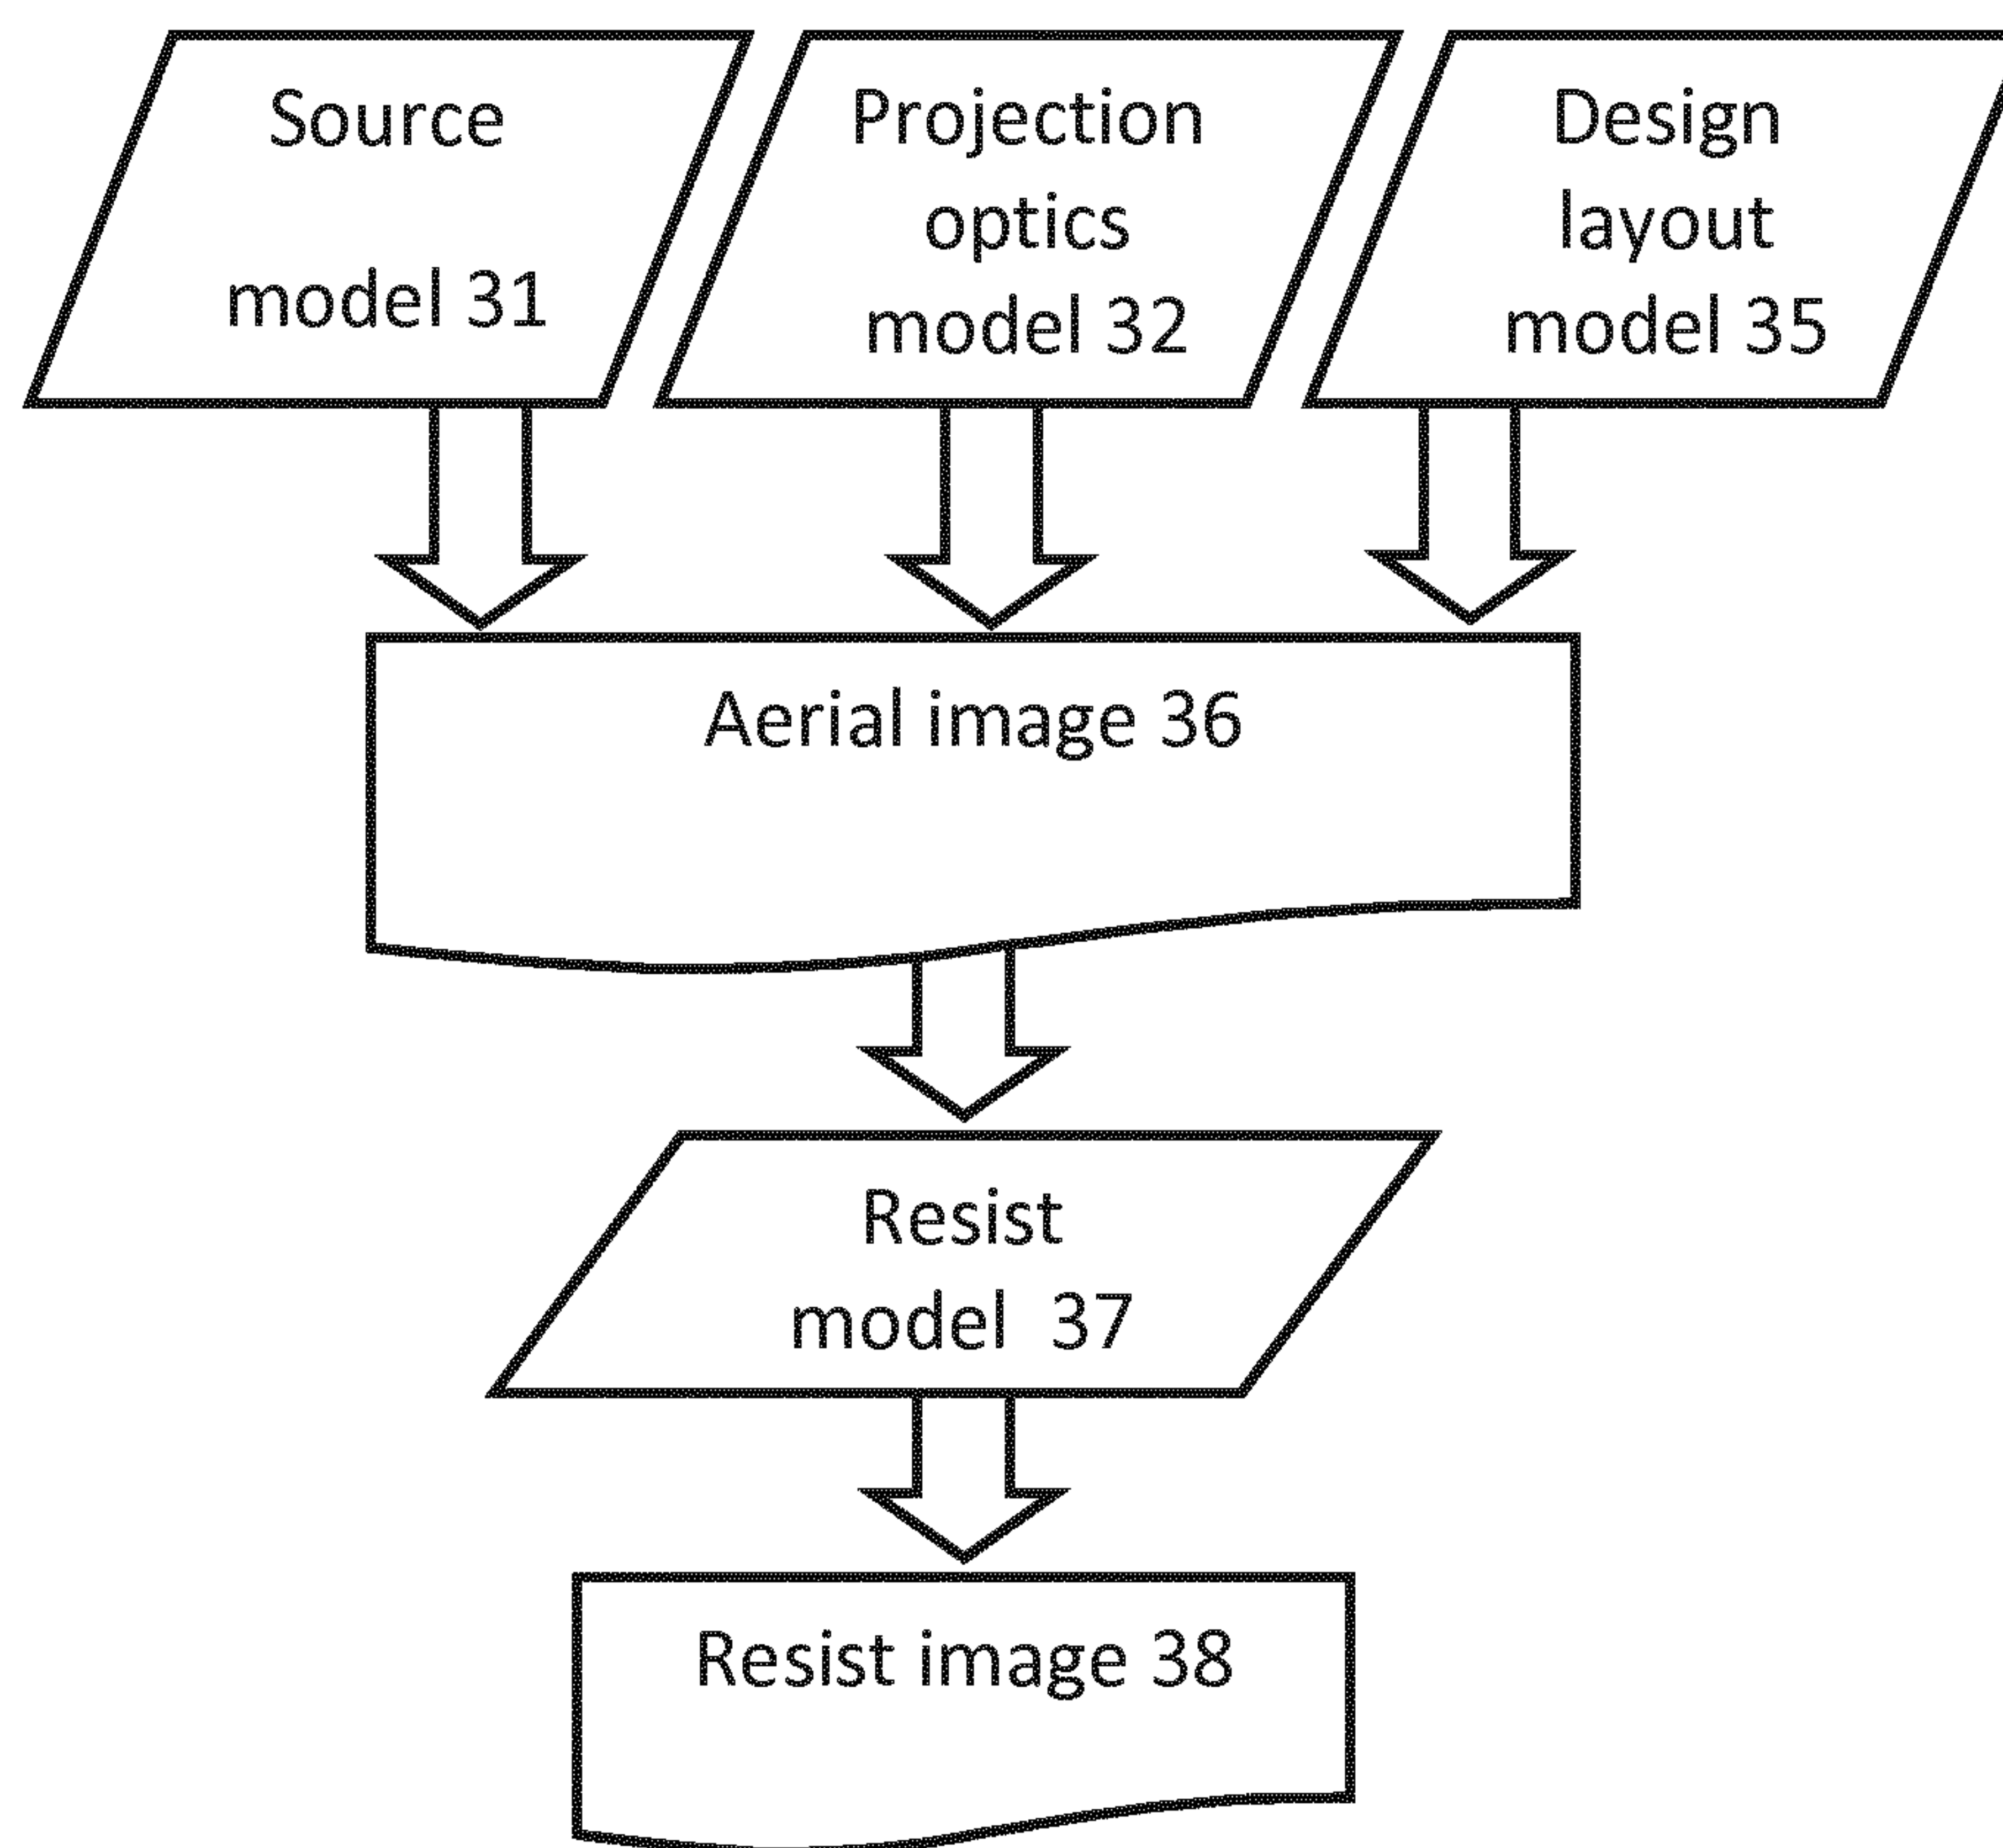 Source
model 31
Projection
optics
model 32
Design
layout
model 35
Aerial image 36
Resist
model  37
Resist image 38